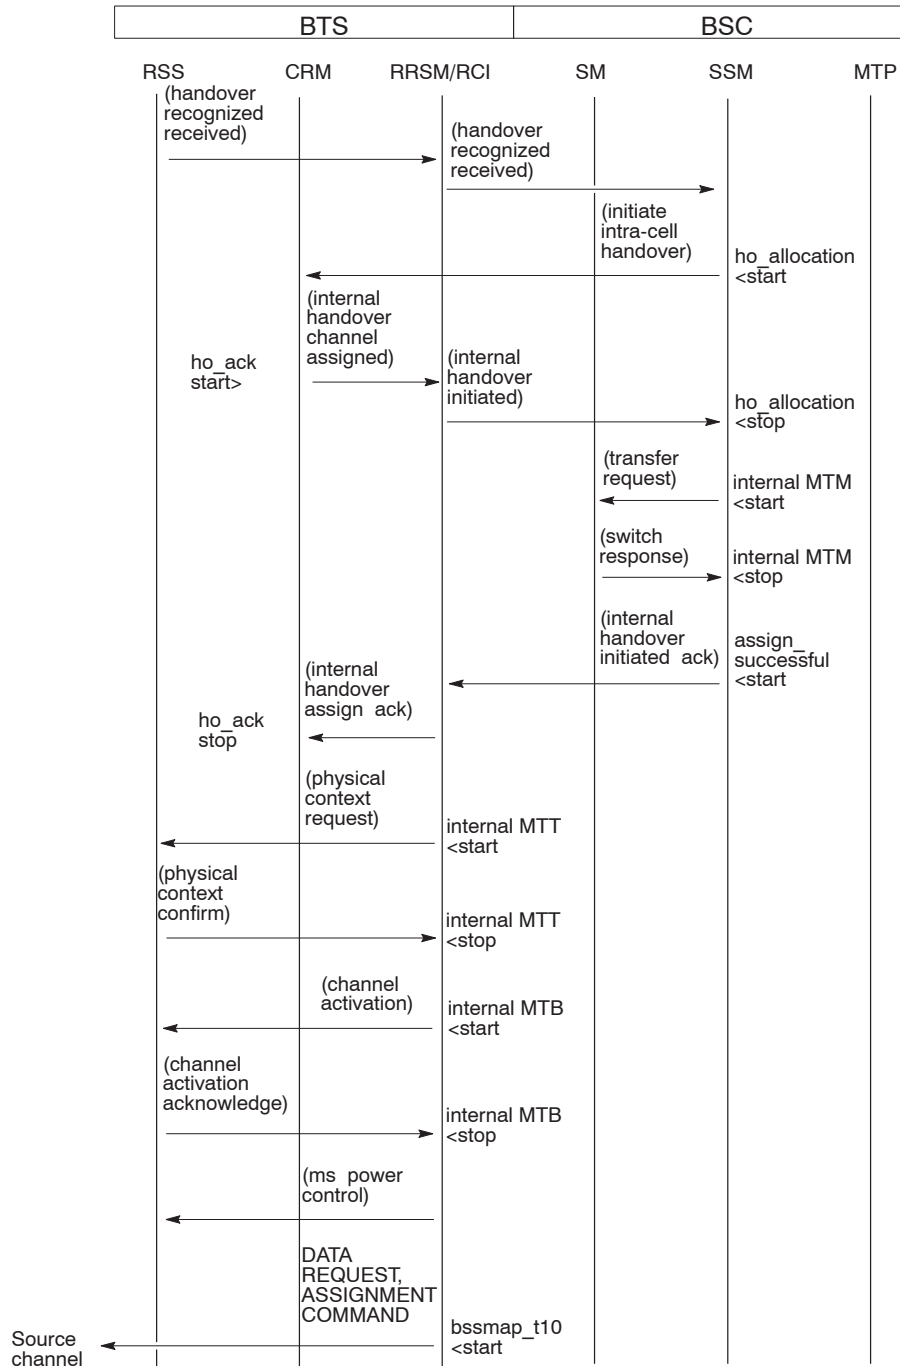 BTS BSC
RSS CRM RRSM/RCI SM SSM MTP
(handover
recognized
received)
(handover
recognized
received)
(initiate
intra-cell
handover)
ho_allocation
<start
(internal
handover
channel
assigned)
ho_ack
start>
(internal
handover
initiated)
ho_allocation
<stop
(transfer
request)
internal MTM
<start
(switch
response)
internal MTM
<stop
(internal
handover
initiated ack)
assign_
successful
<start
(internal
handover
assign ack)
ho_ack
stop
(physical
context
request)
internal MTT
<start
(physical
context
confirm)
internal MTT
<stop
(channel
activation)
internal MTB
<start
(channel
activation
acknowledge)
internal MTB
<stop
(ms power
control)
DATA
REQUEST,
ASSIGNMENT
COMMAND
bssmap_t10
<start
Source
channel